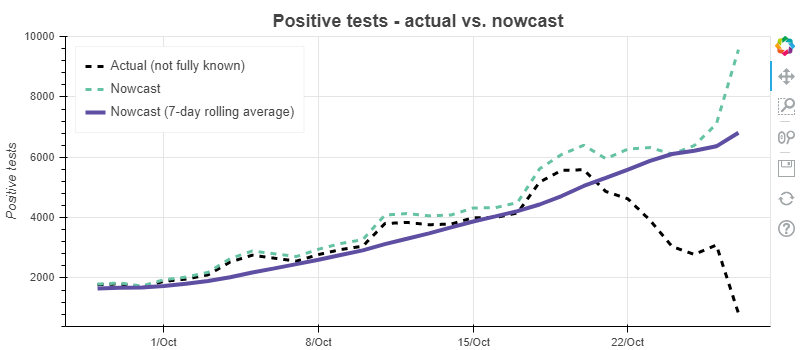 Positive tests - actual vs. nowcast
10000
8000
6000
4000
2000
Positive tests
Actual (not fully known)
Nowcast
Nowcast (7-day rolling average)
1/Oct
8/Oct
15/Oct
22/Oct